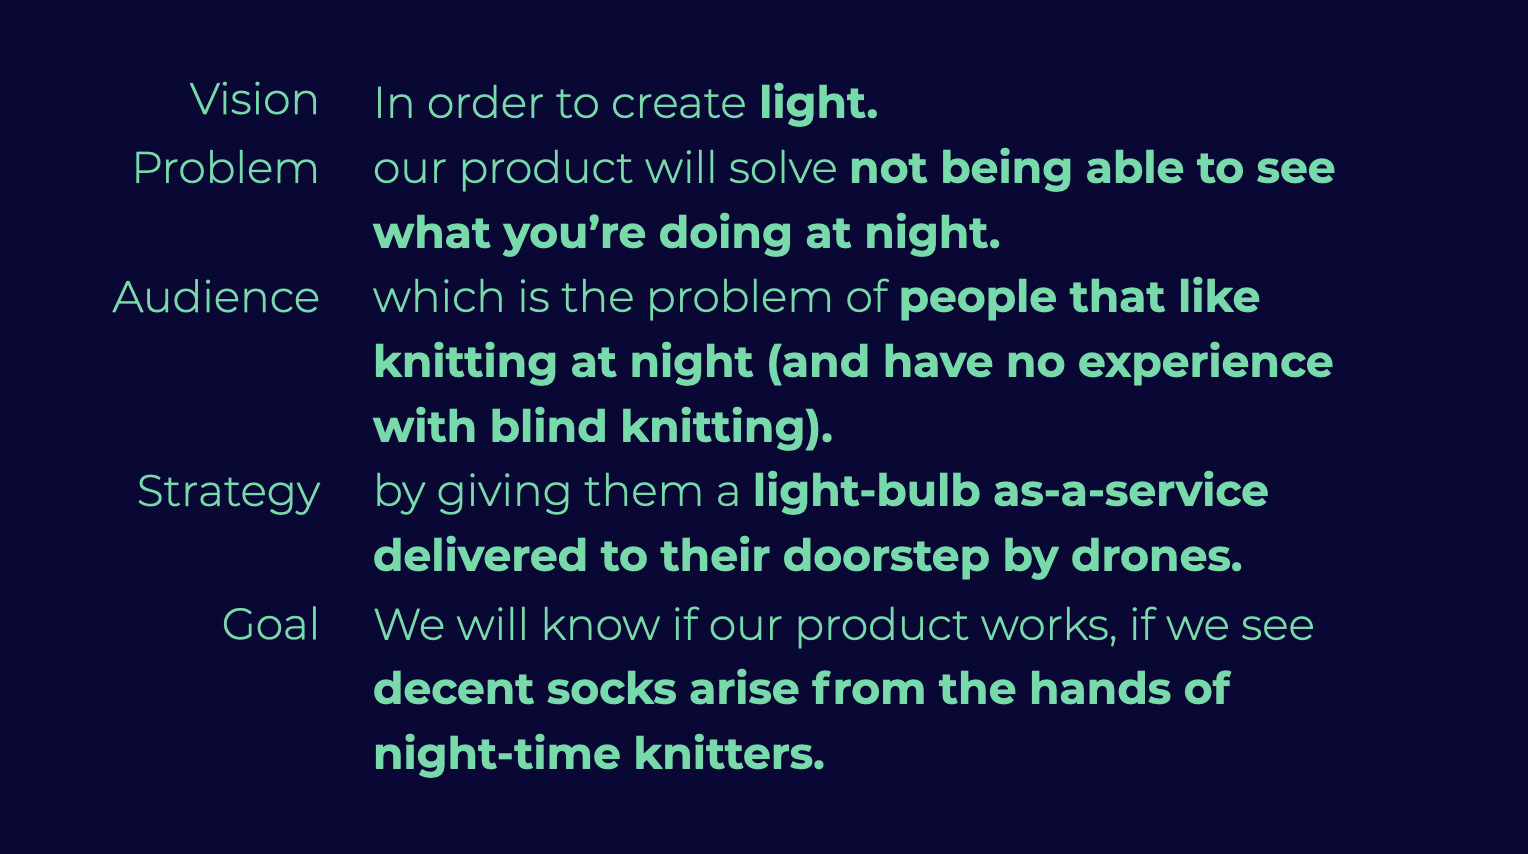 Vision In order to create light.
Problem our product will solve not being able to see
what you’re doing at night.
Audience which is the problem of people that like
knitting at night (and have no experience
with blind knitting).
Strategy by giving them a light-bulb as-a-service
delivered to their doorstep by drones.
Goal We will know if our product works, if we see
decent socks arise from the hands of
night-time knitters.